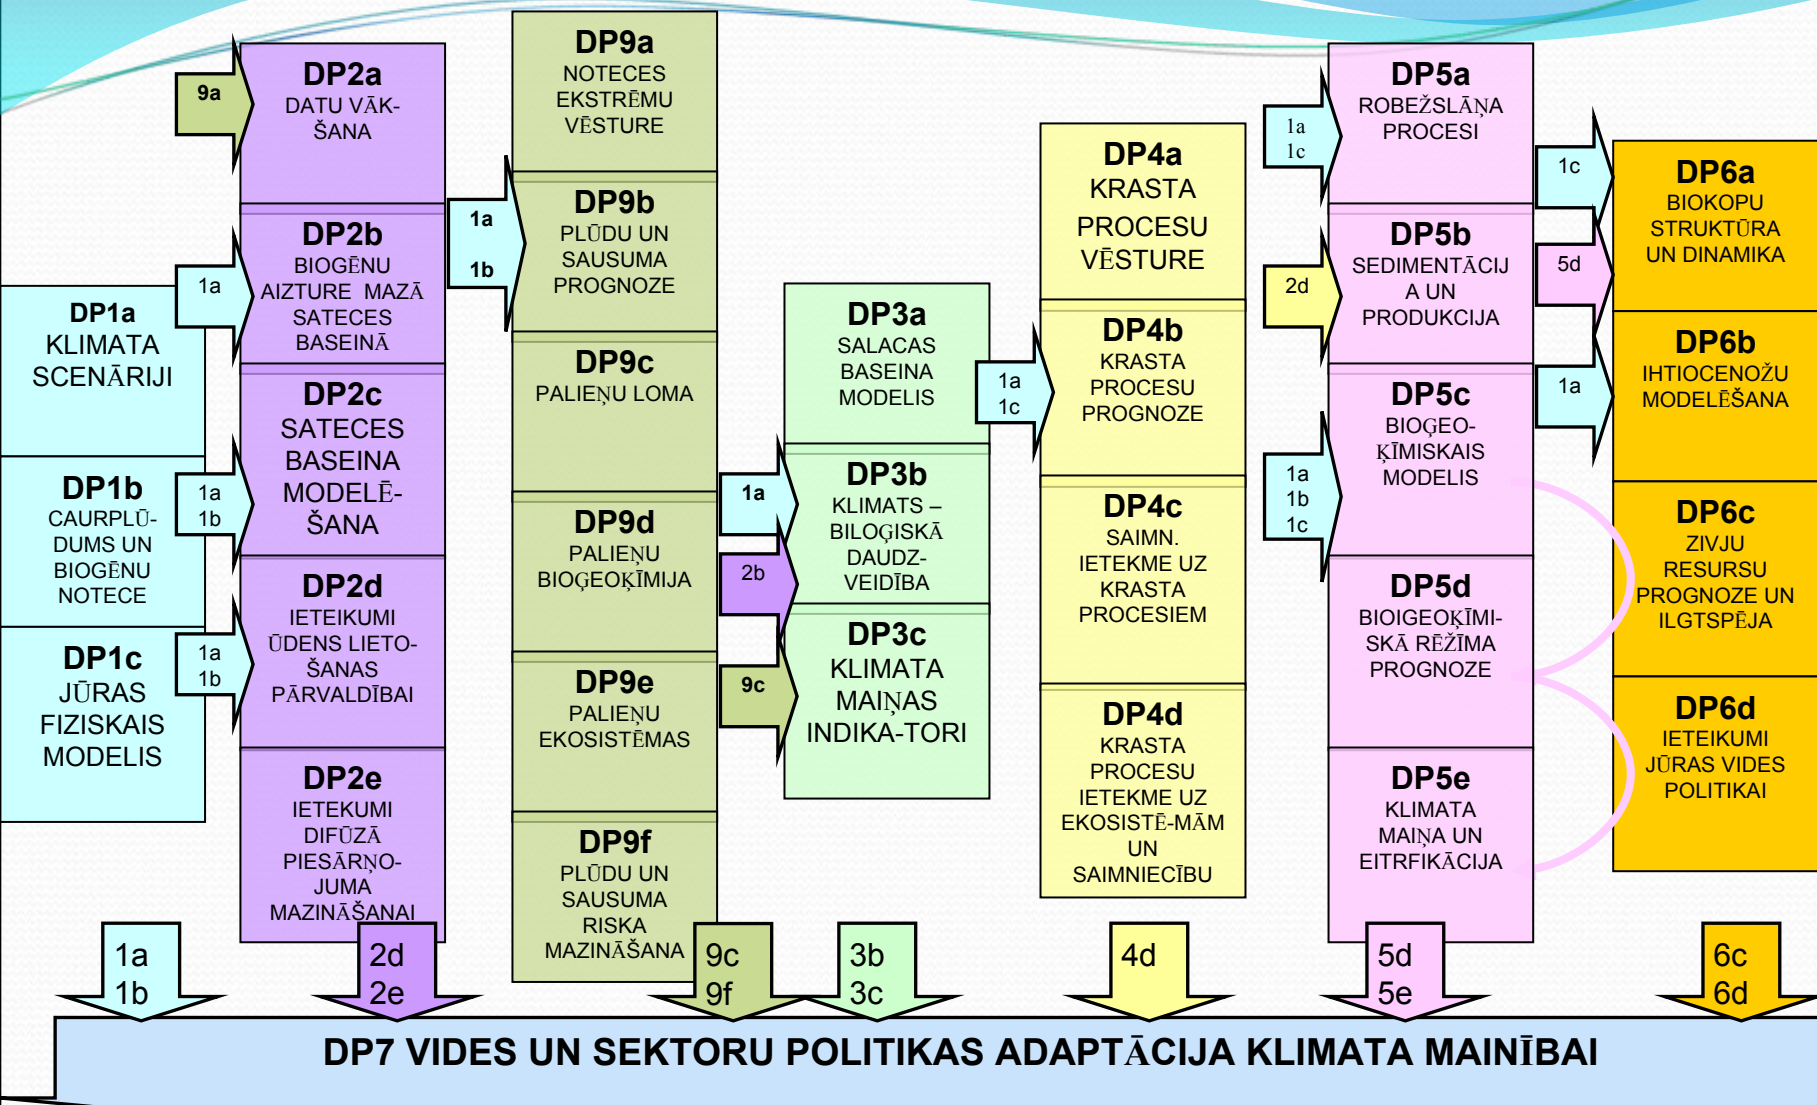 DP1a
KLIMATA
SCENĀRIJI
DP1b
CAURPLŪ-
DUMS UN
BIOGĒNU
NOTECE
DP1c
JŪRAS
FIZISKAIS
MODELIS
9a
1a
1a
1b
1a
1b
DP2a
DATU VĀK-
ŠANA
DP2b
BIOGĒNU
AIZTURE MAZĀ
SATECES
BASEINĀ
DP2c
SATECES
BASEINA
MODELĒ-
ŠANA
DP2d
IETEIKUMI
ŪDENS LIETO-
ŠANAS
PĀRVALDĪBAI
DP2e
IETEKUMI
DIFŪZĀ
PIESĀRŅO-
JUMA
MAZINĀŠANAI
1a
1b
DP9a
NOTECES
EKSTRĒMU
VĒSTURE
DP9b
PLŪDU UN
SAUSUMA
PROGNOZE
DP9c
PALIEŅU LOMA
DP9d
PALIEŅU
BIOĢEOĶĪMIJA
DP9e
PALIEŅU
EKOSISTĒMAS
DP9f
PLŪDU UN
SAUSUMA
RISKA
MAZINĀŠANA
1a
2b
9c
DP3a
SALACAS
BASEINA
MODELIS
DP3b
KLIMATS –
BILOĢISKĀ
DAUDZ-
VEIDĪBA
DP3c
KLIMATA
MAIŅAS
INDIKA-TORI
1a
1c
DP4a
KRASTA
PROCESU
VĒSTURE
DP4b
KRASTA
PROCESU
PROGNOZE
DP4c
SAIMN.
IETEKME UZ
KRASTA
PROCESIEM
DP4d
KRASTA
PROCESU
IETEKME UZ
EKOSISTĒ-MĀM
UN
SAIMNIECĪBU
1a
1c
2d
1a
1b
1c
DP5a
ROBEŽSLĀŅA
PROCESI
DP5b
SEDIMENTĀCIJ
A UN
PRODUKCIJA
DP5c
BIOĢEO-
ĶĪMISKAIS
MODELIS
DP5d
BIOIGEOĶĪMI-
SKĀ RĒŽĪMA
PROGNOZE
DP5e
KLIMATA
MAIŅA UN
EITRFIKĀCIJA
1c
5d
1a
DP6a
BIOKOPU
STRUKTŪRA
UN DINAMIKA
DP6b
IHTIOCENOŽU
MODELĒŠANA
DP6c
ZIVJU
RESURSU
PROGNOZE UN
ILGTSPĒJA
DP6d
IETEIKUMI
JŪRAS VIDES
POLITIKAI
1a
1b
2d
2e
9c
9f
3b
3c
4d
5d
5e
6c
6d
DP7 VIDES UN SEKTORU POLITIKAS ADAPTĀCIJA KLIMATA MAINĪBAI